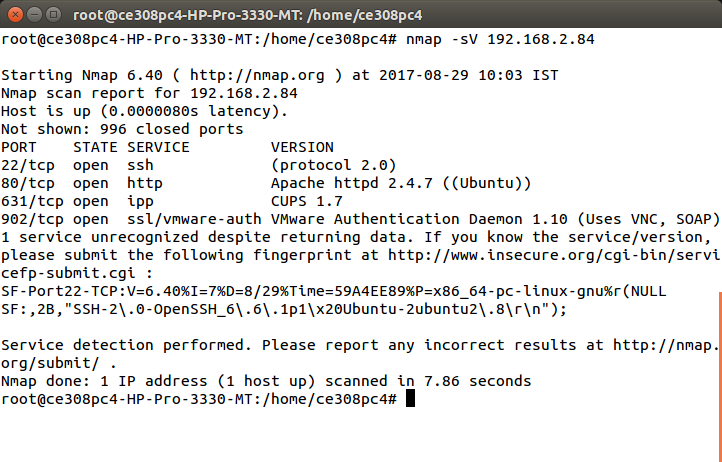 root@ce308pc4-HP-Pro-3330-MT: /home/ce308pc4
root@ce308pc4-HP-Pro-3330-MT:/home/ce308pc4# nmap -sV 192.168.2.84
Starting Nmap 6.40 ( http://nmap.org ) at 2017-08-29 10:03 IST
Nmap scan report for 192.168.2.84
Host is up (0.0000080s latency).
Not shown: 996 closed ports
PORT    STATE SERVICE         VERSION
22/tcp  open  ssh             (protocol 2.0)
80/tcp  open  http            Apache httpd 2.4.7 ((Ubuntu))
631/tcp open  ipp             CUPS 1.7
902/tcp open  ssl/vmware-auth VMware Authentication Daemon 1.10 (Uses VNC, SOAP)
1 service unrecognized despite returning data. If you know the service/version,
please submit the following fingerprint at http://www.insecure.org/cgi-bin/servi
cefp-submit.cgi :
SF-Port22-TCP:V=6.40%I=7%D=8/29%Time=59A4EE89%P=x86_64-pc-linux-gnu%r(NULL
SF:,2B,"SSH-2\.0-OpenSSH_6\.6\.1p1\x20Ubuntu-2ubuntu2\.8\r\n");
Service detection performed. Please report any incorrect results at http://nmap.
org/submit/ .
Nmap done: 1 IP address (1 host up) scanned in 7.86 seconds
root@ce308pc4-HP-Pro-3330-MT:/home/ce308pc4#